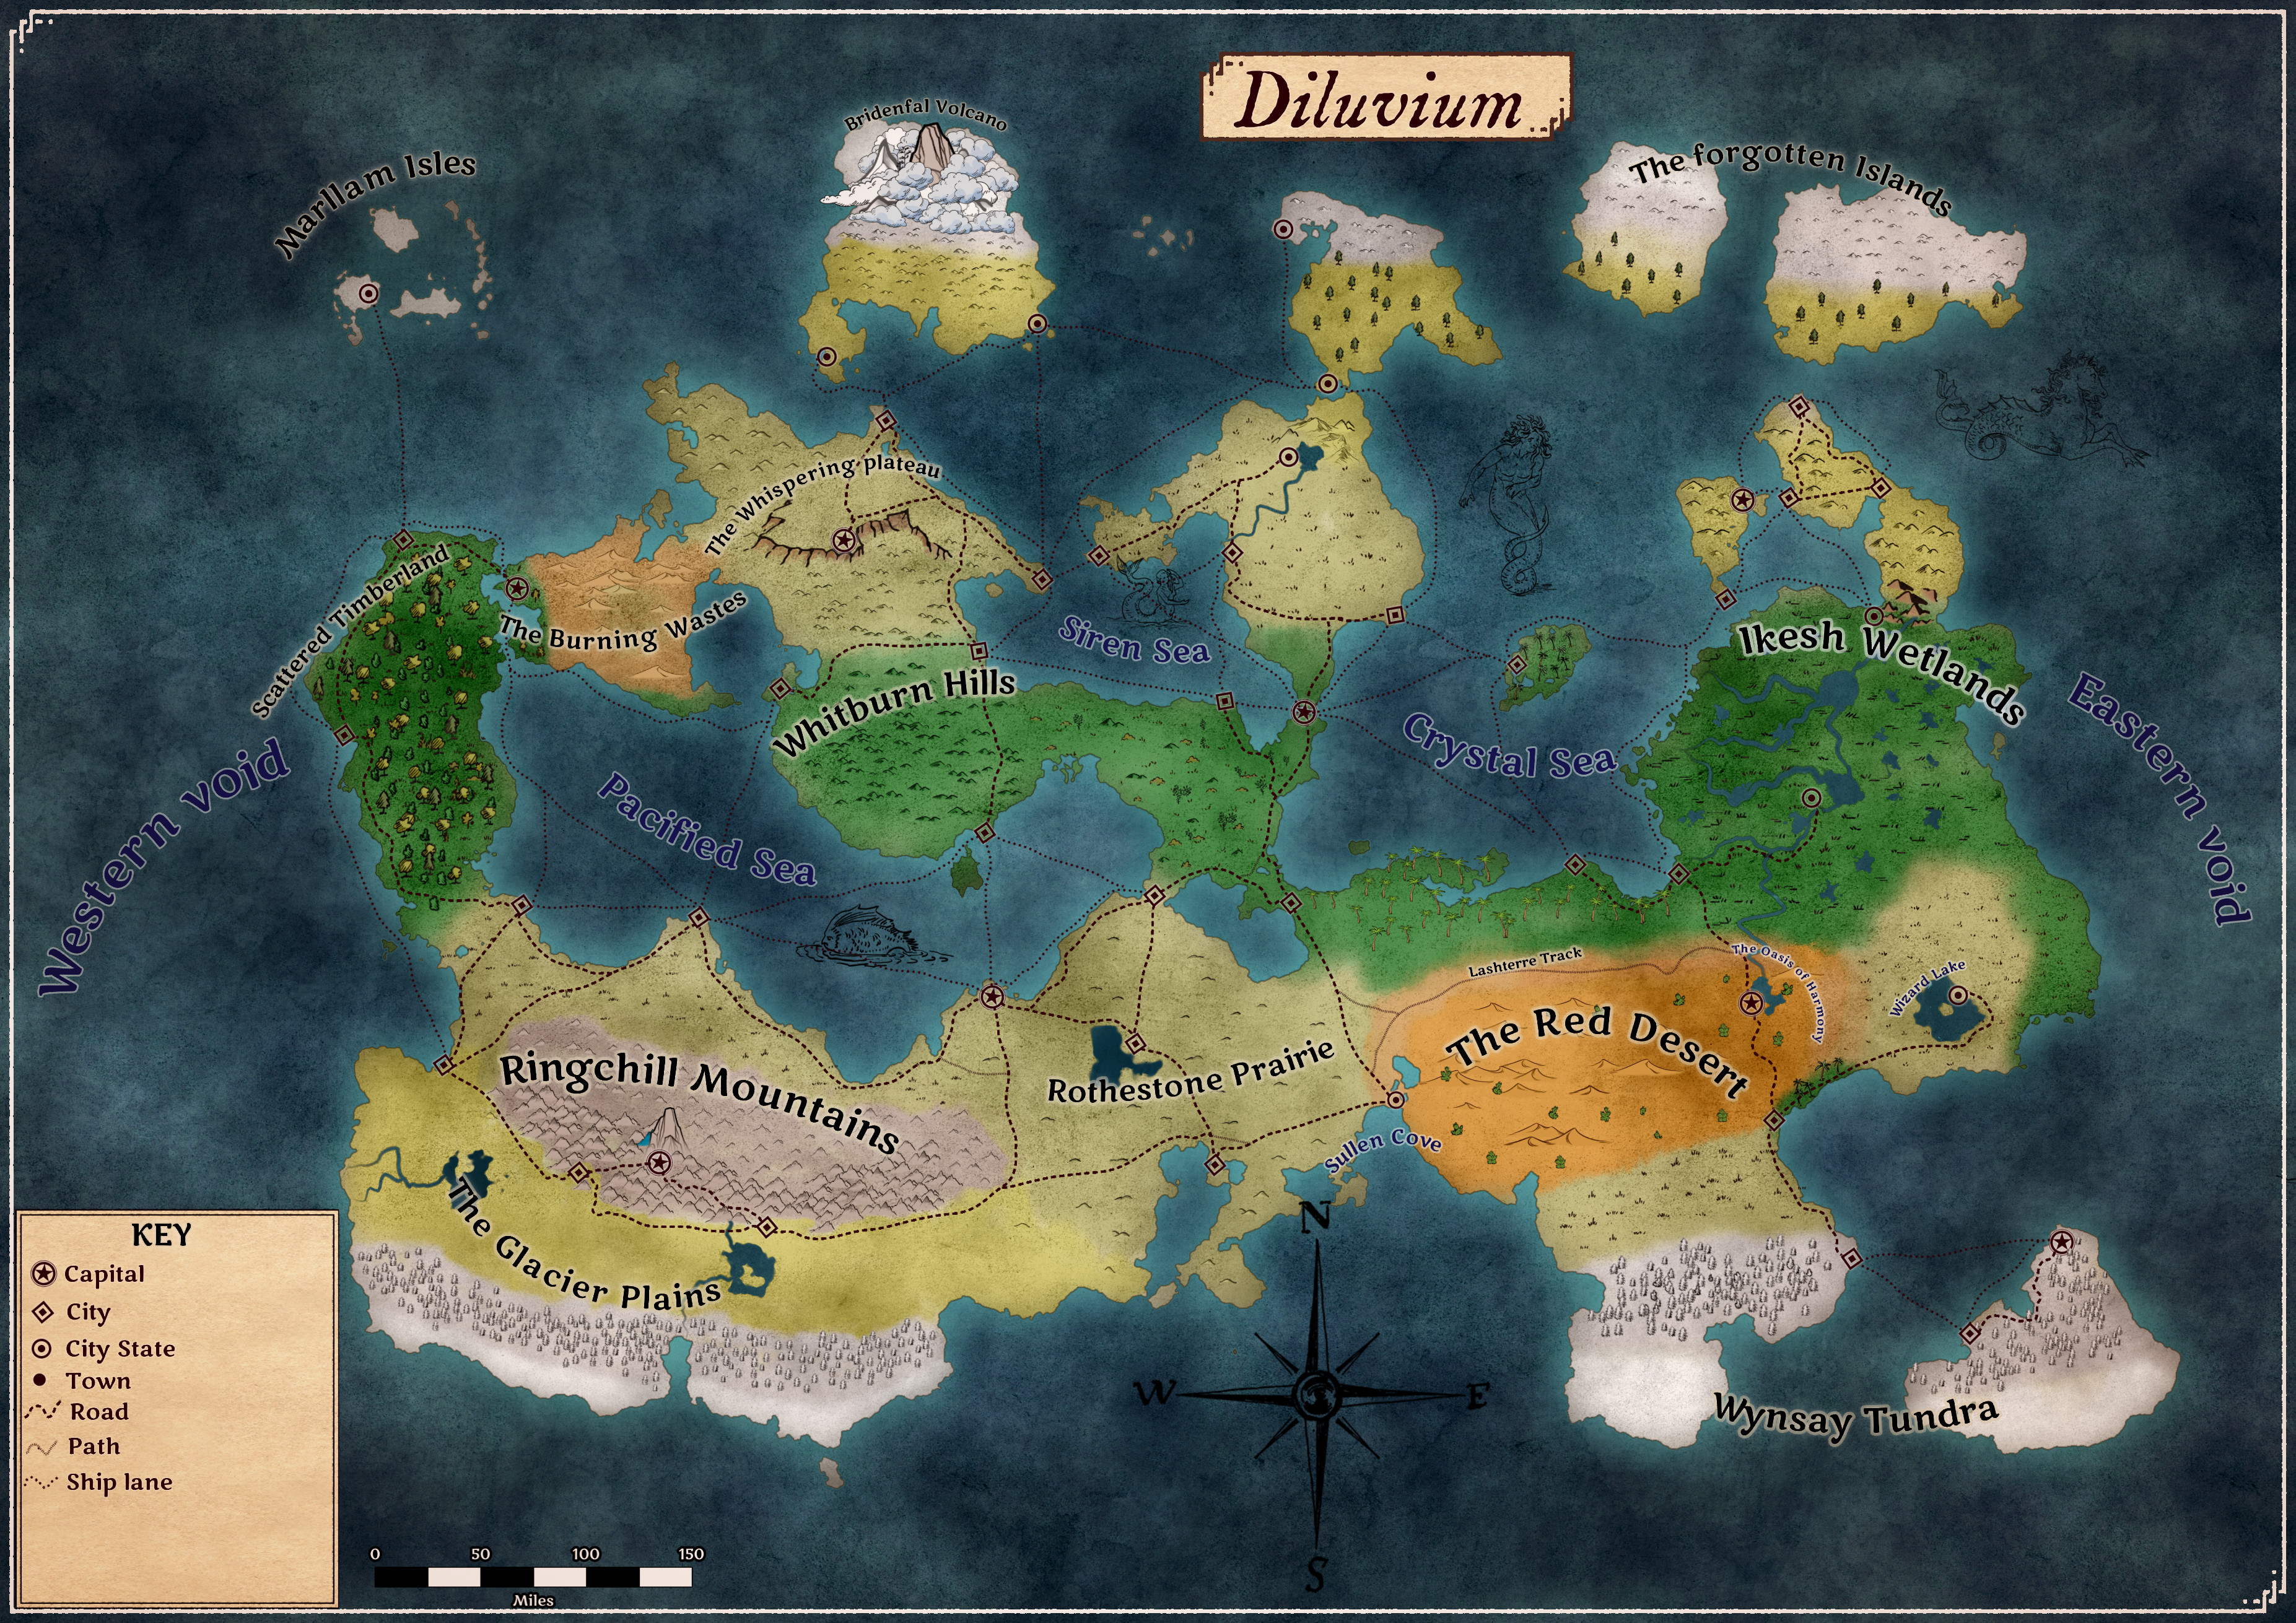 Diluvium
Bridenfal Volcano
Marllam Isles
The forgotten Islands
The Whispering plateau
Scattered Timberland
The Burning Wastes
Siren Sea
Ikesh Wetlands
Whitburn Hills
Crystal Sea
Eastern void
Western void
Pacified Sea
Lashterre Track
The Oasis of Harmony
Wizard Lake
The Red Desert
Ringchill Mountains
Rothestone Prairie
Sullen Cove
The Glacier Plains
Wynsay Tundra
N
W
E
S
KEY
Capital
City
City State
Town
Road
Path
Ship lane
0 50 100 150
Miles